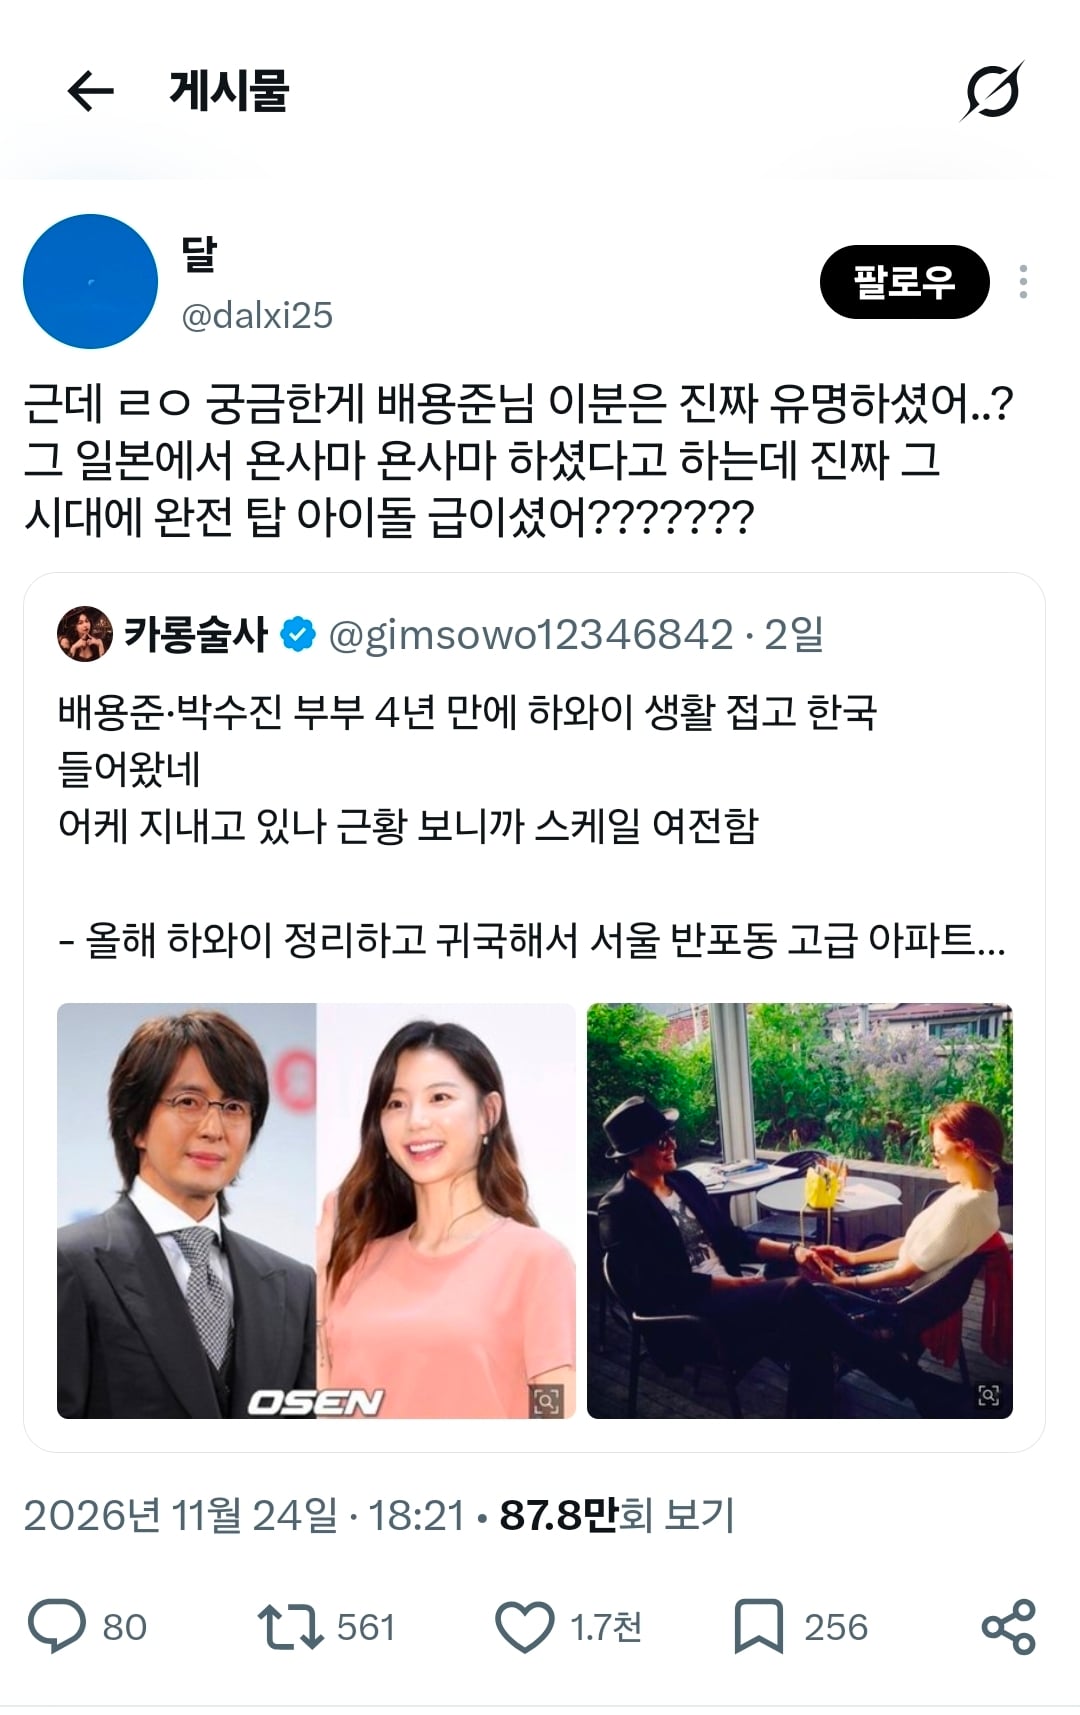 게시물
달
@dalxi25
팔로우
근데 ㄹㅇ 궁금한게 배용준님 이분은 진짜 유명하셨어..?
그 일본에서 욘사마 욘사마 하셨다고 하는데 진짜 그
시대에 완전 탑 아이돌 급이셨어???????
카롱술사 @gimsowo12346842 · 2일
배용준·박수진 부부 4년 만에 하와이 생활 접고 한국
들어왔네
어케 지내고 있나 근황 보니까 스케일 여전함
- 올해 하와이 정리하고 귀국해서 서울 반포동 고급 아파트...
OSEN
2026년 11월 24일 · 18:21 • 87.8만회 보기
80 561 1.7천 256